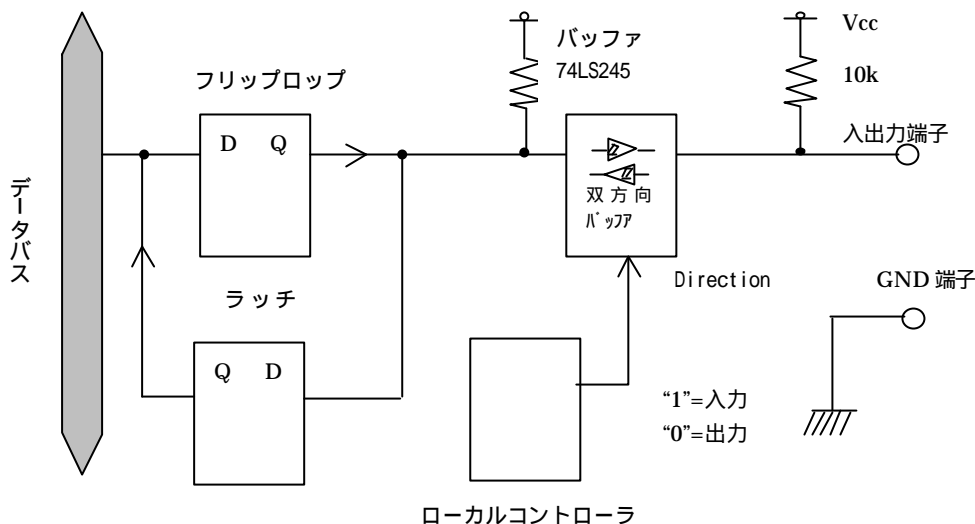 バッファ
74LS245
Vcc
10k
フリップロップ
D Q
入出力端子
双方向
バッファ
データバス
Direction
GND 端子
ラッチ
Q D
“1”=入力
“0”=出力
ローカルコントローラ